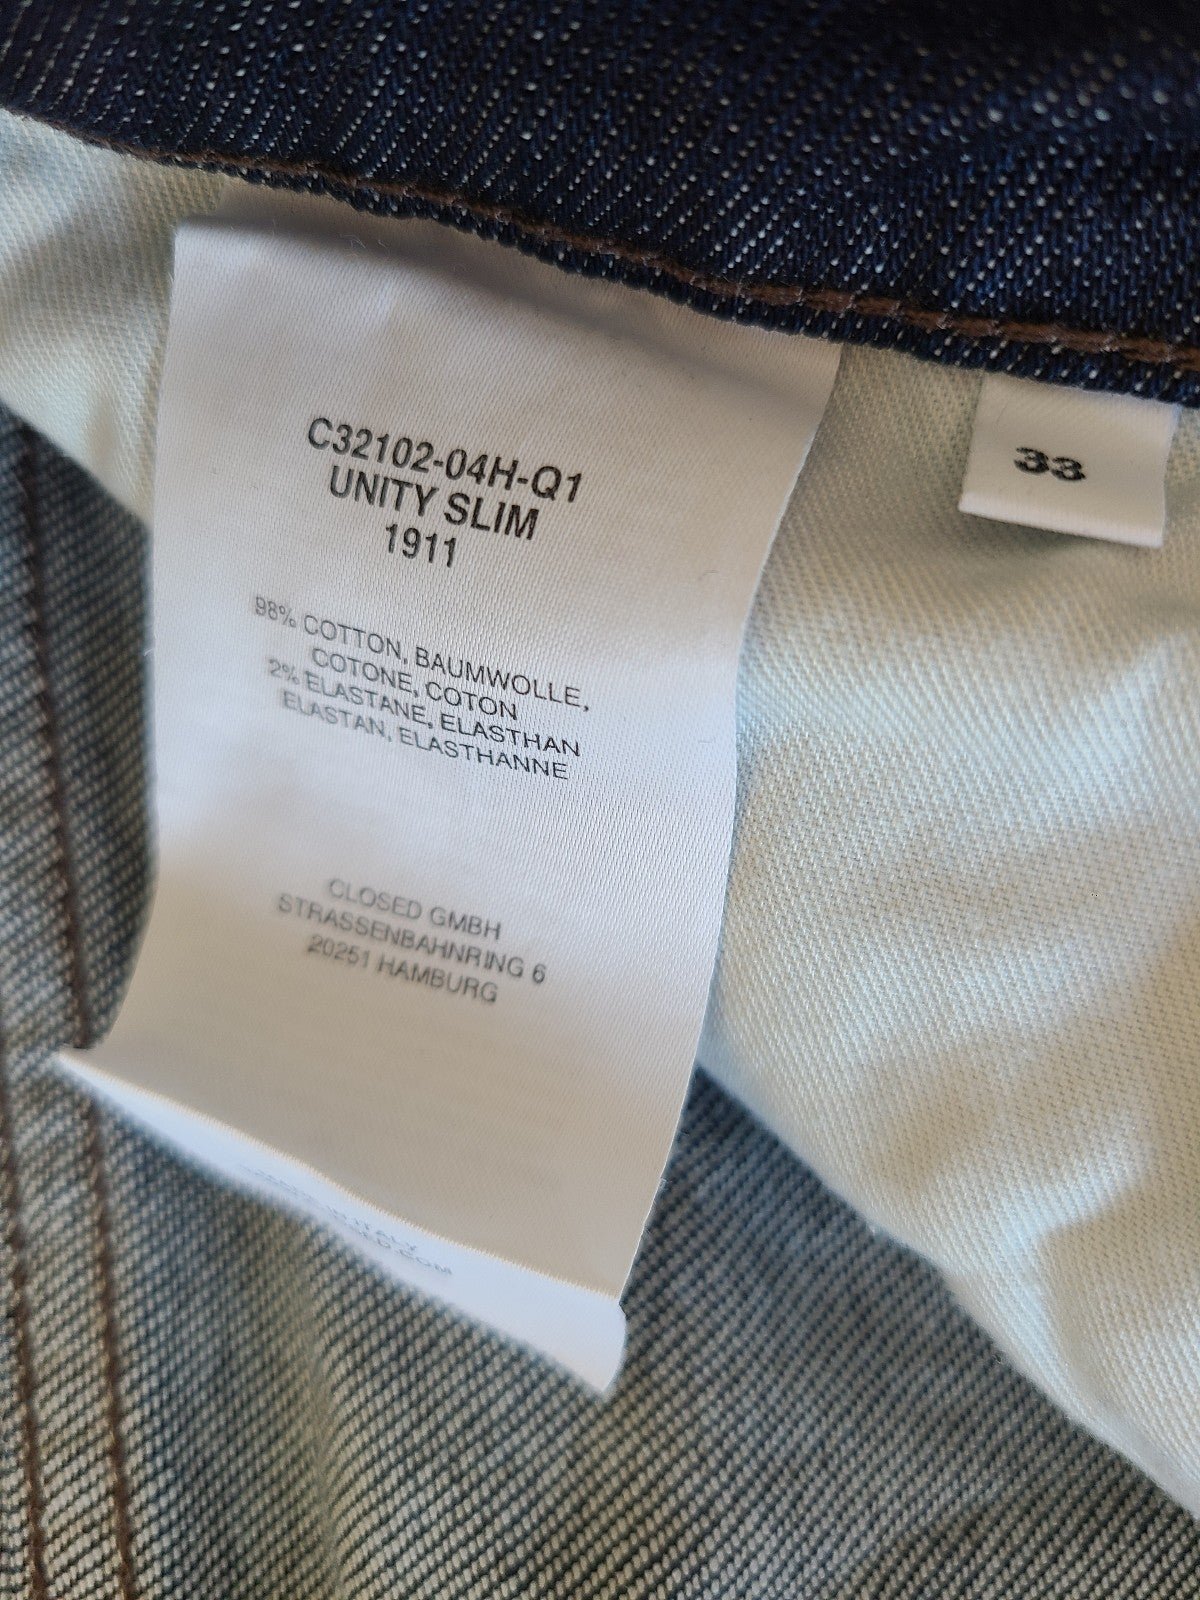 C32102-04H-Q1
UNITY SLIM
1911
33
98% COTTON, BAUMWOLLE,
COTONE, COTON
2% ELASTANE, ELASTHAN
ELASTAN, ELASTHANNE
CLOSED GMBH
STRASSENBAHNRING 6
20251 HAMBURG
ITALY